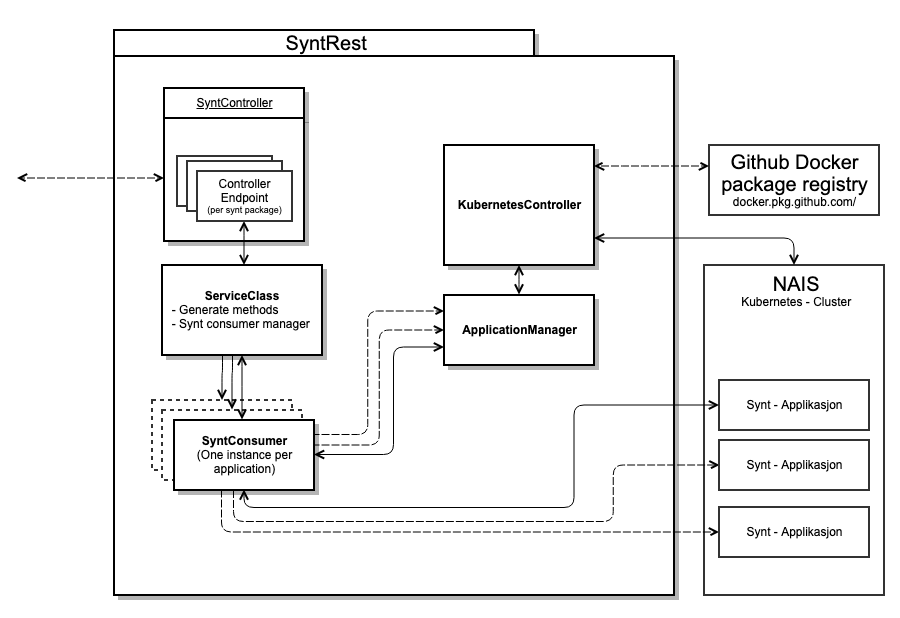 SyntRest
SyntController
Controller
Endpoint
(per synt package)
KubernetesController
Github Docker
package registry
docker.pkg.github.com/
ServiceClass
- Generate methods
- Synt consumer manager
ApplicationManager
NAIS
Kubernetes - Cluster
SyntConsumer
(One instance per
application)
Synt - Applikasjon
Synt - Applikasjon
Synt - Applikasjon